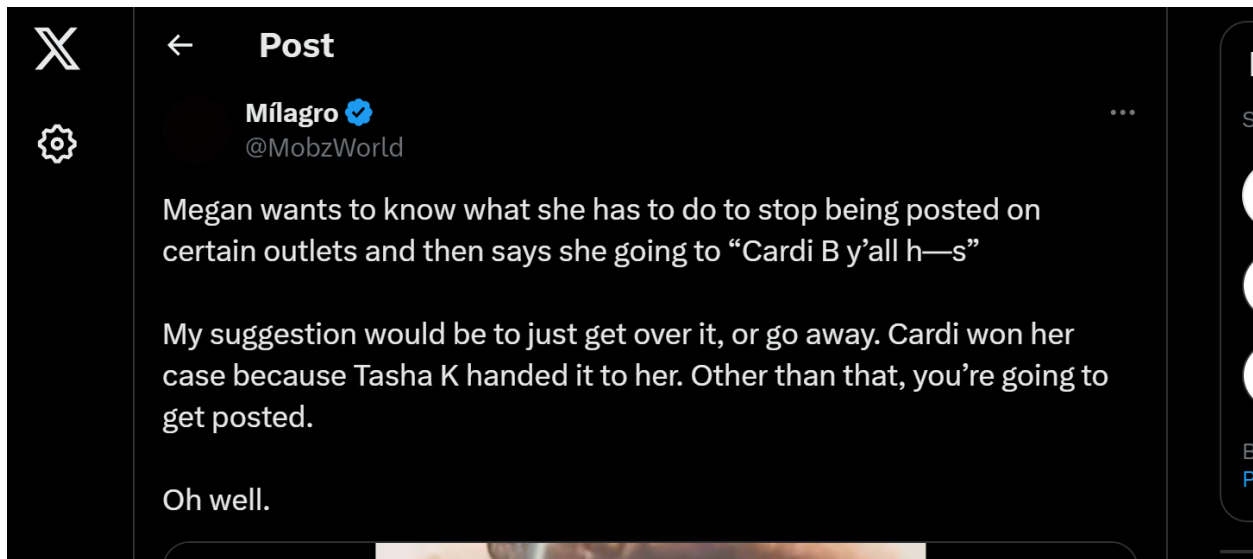 Post
Mílagro
@MobzWorld
Megan wants to know what she has to do to stop being posted on
certain outlets and then says she going to “Cardi B y’all h—s”
My suggestion would be to just get over it, or go away. Cardi won her
case because Tasha K handed it to her. Other than that, you’re going to
get posted.
Oh well.